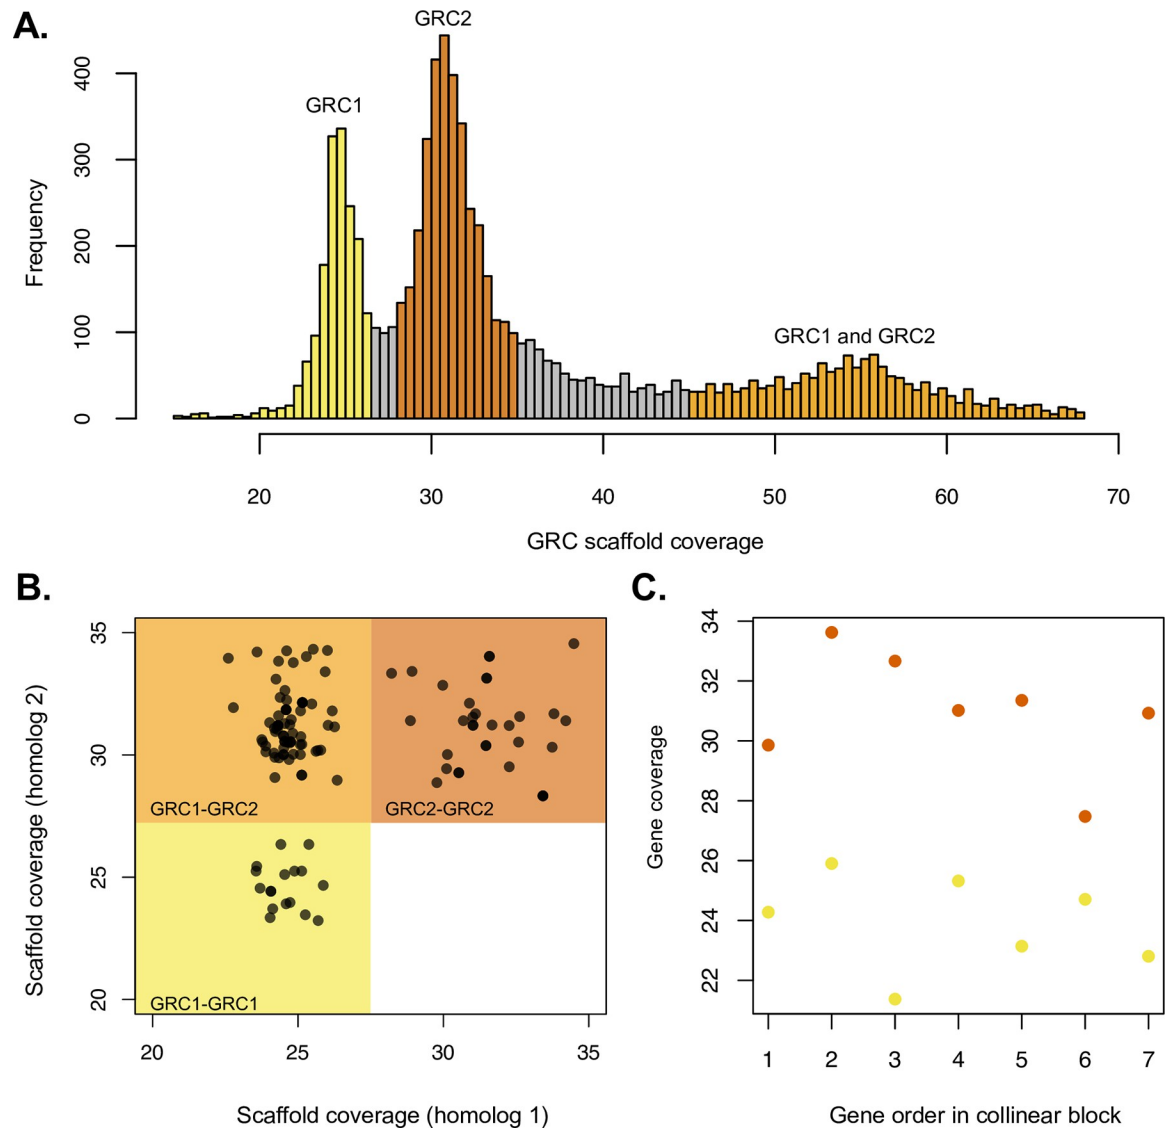 A.
GRC2
GRC1
GRC1 and GRC2
Frequency
400
300
200
100
0
20 30 40 50 60 70
GRC scaffold coverage
B.
Scaffold coverage (homolog 2)
35
30
25
20
GRC1-GRC2
GRC2-GRC2
GRC1-GRC1
20 25 30 35
Scaffold coverage (homolog 1)
C.
Gene coverage
34
32
30
28
26
24
22
1 2 3 4 5 6 7
Gene order in collinear block